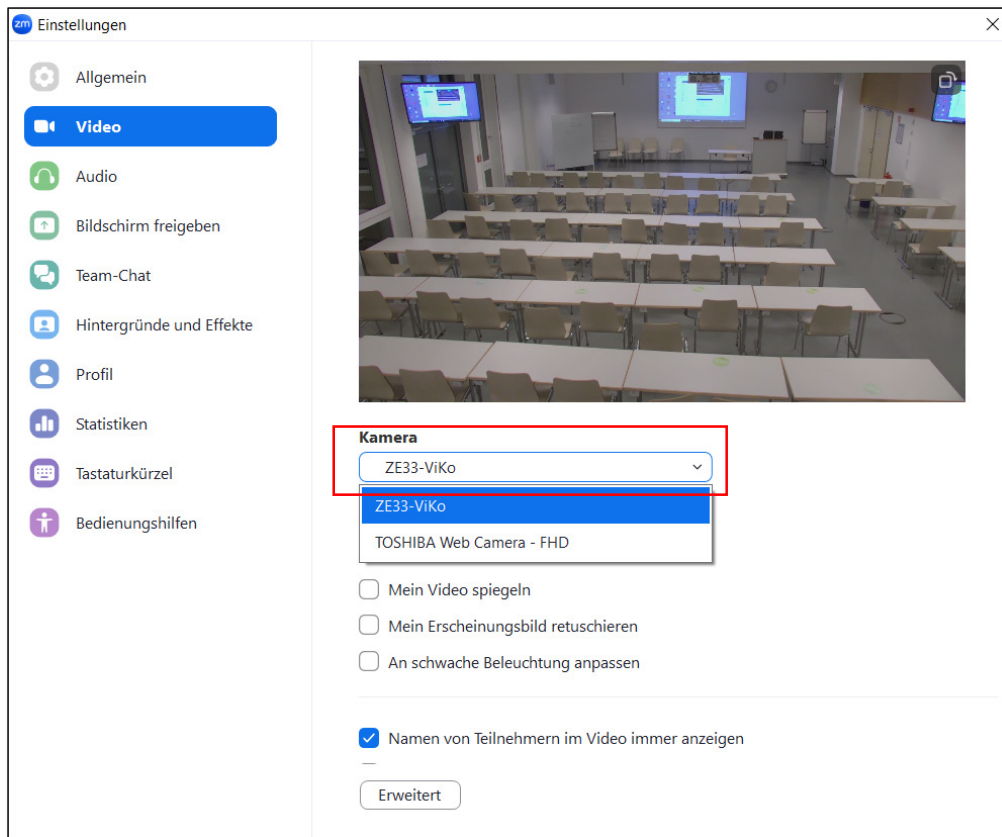 zm Einstellungen
Allgemein
Video
Audio
Bildschirm freigeben
Team-Chat
Hintergründe und Effekte
Profil
Statistiken
Tastaturkürzel
Bedienungshilfen
Kamera
ZE33-ViKo
ZE33-ViKo
TOSHIBA Web Camera - FHD
Mein Video spiegeln
Mein Erscheinungsbild retuschieren
An schwache Beleuchtung anpassen
Namen von Teilnehmern im Video immer anzeigen
Erweitert